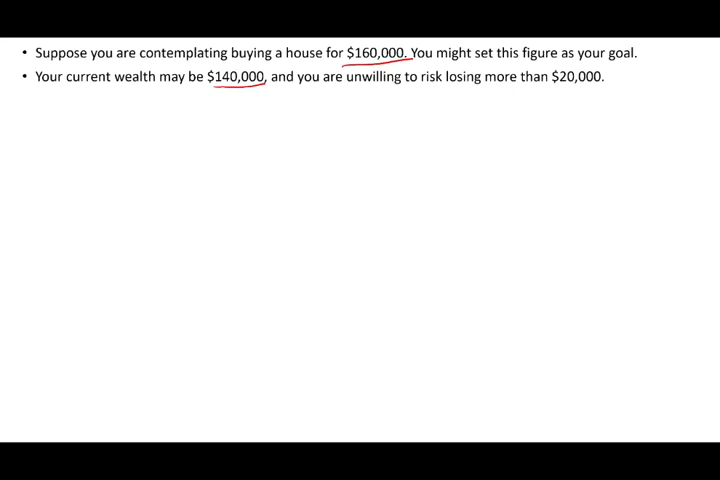 • Suppose you are contemplating buying a house for $160,000. You might set this figure as your goal.
• Your current wealth may be $140,000, and you are unwilling to risk losing more than $20,000.